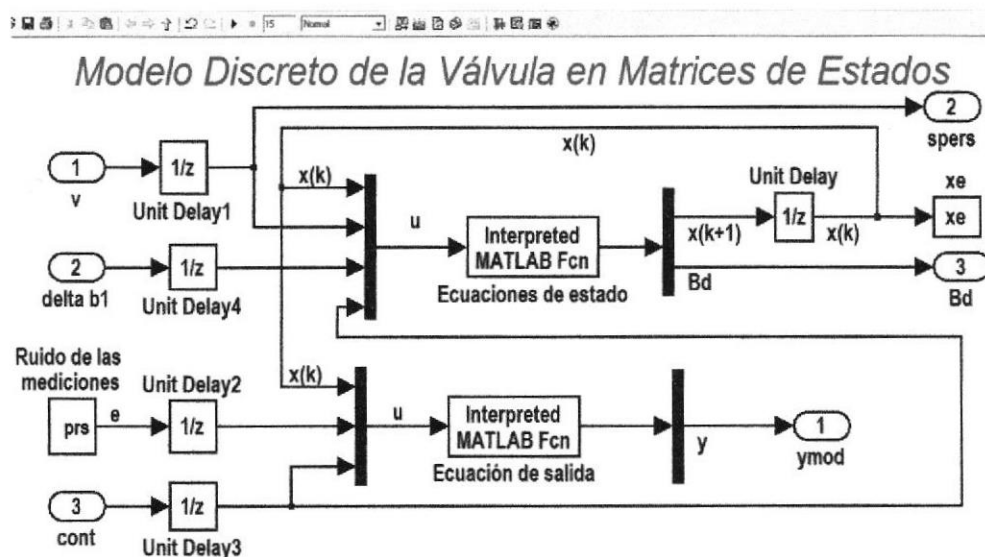 15 Normal
Modelo Discreto de la Válvula en Matrices de Estados
2
spers
x(k)
1
v
1/z
Unit Delay1
x(k)
u
Interpreted
MATLAB Fcn
Ecuaciones de estado
Unit Delay
x(k+1)
1/z
x(k)
xe
xe
2
delta b1
1/z
Unit Delay4
Bd
3
Bd
Ruido de las
mediciones
prs
e
Unit Delay2
1/z
x(k)
u
Interpreted
MATLAB Fcn
Ecuación de salida
y
1
ymod
3
cont
1/z
Unit Delay3